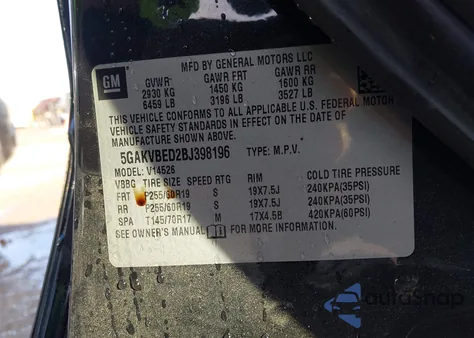 MFD BY GENERAL MOTORS LLC
GM
GVWR GAWR FRT GAWR RR
2930 KG 1450 KG 1600 KG
6459 LB 3196 LB 3527 LB
THIS VEHICLE CONFORMS TO ALL APPLICABLE U.S. FEDERAL MOTOR
VEHICLE SAFETY STANDARDS IN EFFECT ON THE DATE OF
MANUFACTURE SHOWN ABOVE.
5GAKVBED2BJ398196 TYPE: M.P.V.
MODEL: V14526
VBBG TIRE SIZE SPEED RTG RIM COLD TIRE PRESSURE
FRT P255/60R19 S 19X7.5J 240KPA(35PSI)
RR P255/60R19 S 19X7.5J 240KPA(35PSI)
SPA T145/70R17 M 17X4.5B 420KPA(60PSI)
SEE OWNER'S MANUAL FOR MORE INFORMATION.
autoSnap